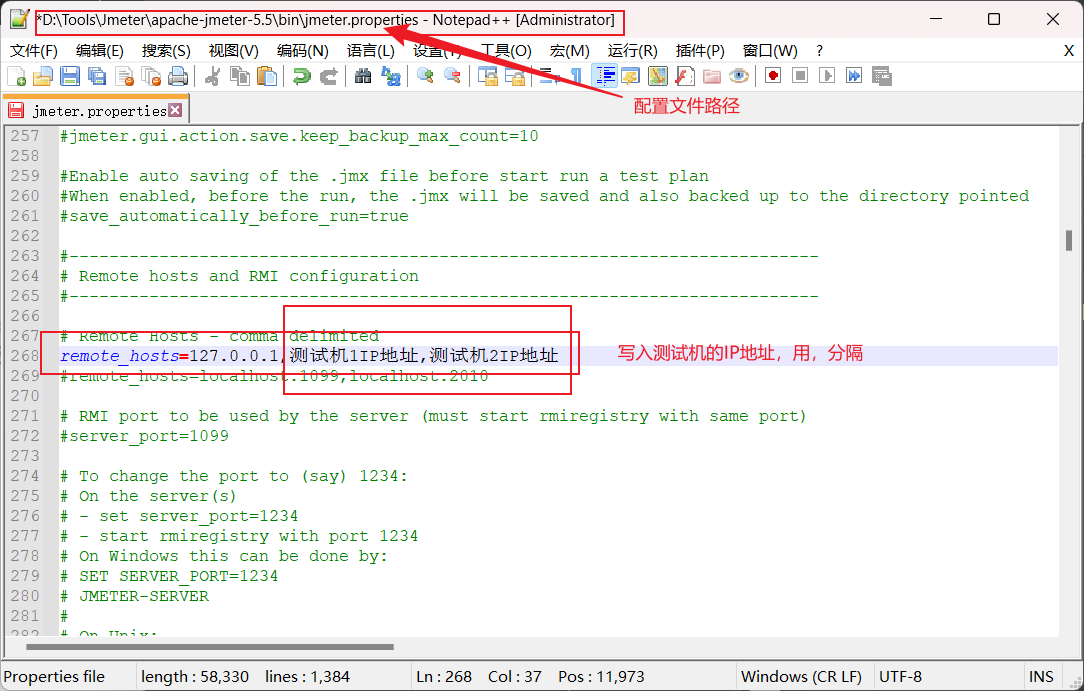 *D:\Tools\Jmeter\apache-jmeter-5.5\bin\jmeter.properties - Notepad++ [Administrator]
文件(F) 编辑(E) 搜索(S) 视图(V) 编码(N) 语言(L) 设置(T) 工具(O) 宏(M) 运行(R) 插件(P) 窗口(W) ? X
配置文件路径
jmeter.properties
257 #jmeter.gui.action.save.keep_backup_max_count=10
258
259 #Enable auto saving of the .jmx file before start run a test plan
260 #When enabled, before the run, the .jmx will be saved and also backed up to the directory pointed
261 #save_automatically_before_run=true
262
263 #---------------------------------------------------------------------------
264 # Remote hosts and RMI configuration
265 #---------------------------------------------------------------------------
266
267 # Remote Hosts - comma delimited
268 remote_hosts=127.0.0.1,测试机1IP地址,测试机2IP地址
写入测试机的IP地址，用，分隔
269 #remote_hosts=localhost:1099,localhost:2010
270
271 # RMI port to be used by the server (must start rmiregistry with same port)
272 #server_port=1099
273
274 # To change the port to (say) 1234:
275 # On the server(s)
276 # - set server_port=1234
277 # - start rmiregistry with port 1234
278 # On Windows this can be done by:
279 # SET SERVER_PORT=1234
280 # JMETER-SERVER
281 #
282 # On Unix:
Properties file length : 58,330 lines : 1,384 Ln : 268 Col : 37 Pos : 11,973 Windows (CR LF) UTF-8 INS